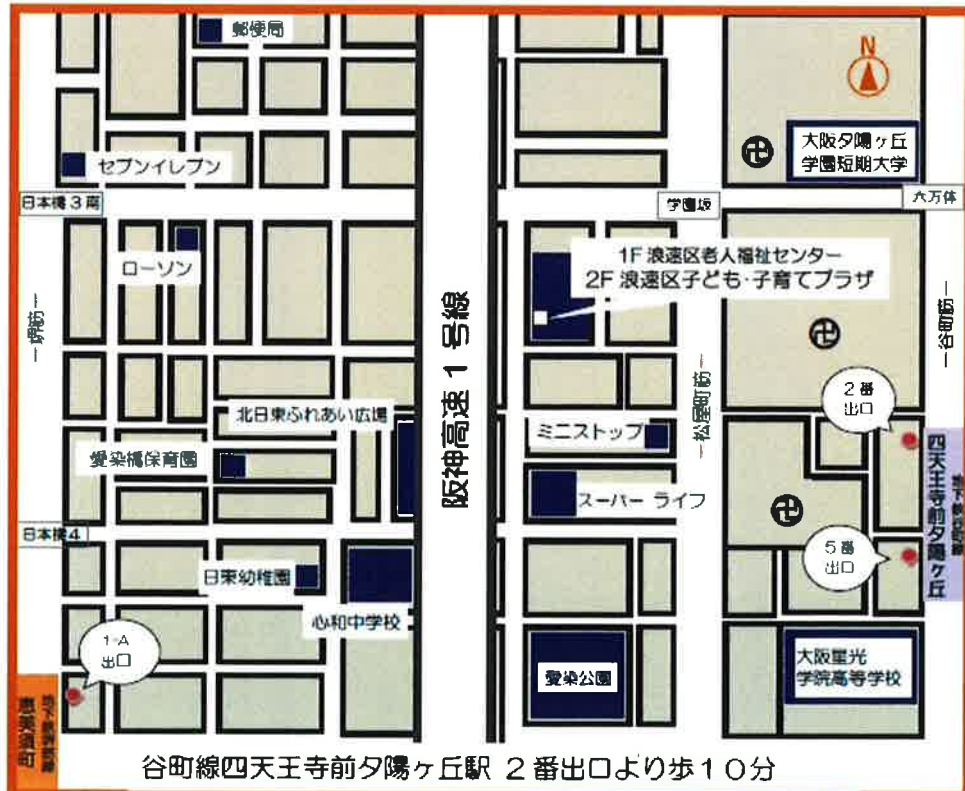 郵便局
N
大阪夕陽ヶ丘
学園短期大学
セブンイレブン
日本橋3南
学園坂
六万体
ローソン
1F 浪速区老人福祉センター
2F 浪速区子ども・子育てプラザ
―堺筋―
阪神高速1号線
―松屋町筋―
―谷町筋―
2番
出口
北日東ふれあい広場
ミニストップ
愛染橋保育園
スーパー ライフ
四天王寺前夕陽ヶ丘
地下鉄谷町線
日本橋4
5番
出口
日東幼稚園
心和中学校
1-A
出口
愛染公園
大阪星光
学院高等学校
恵美須町
谷町線四天王寺前夕陽ヶ丘駅 2番出口より歩10分